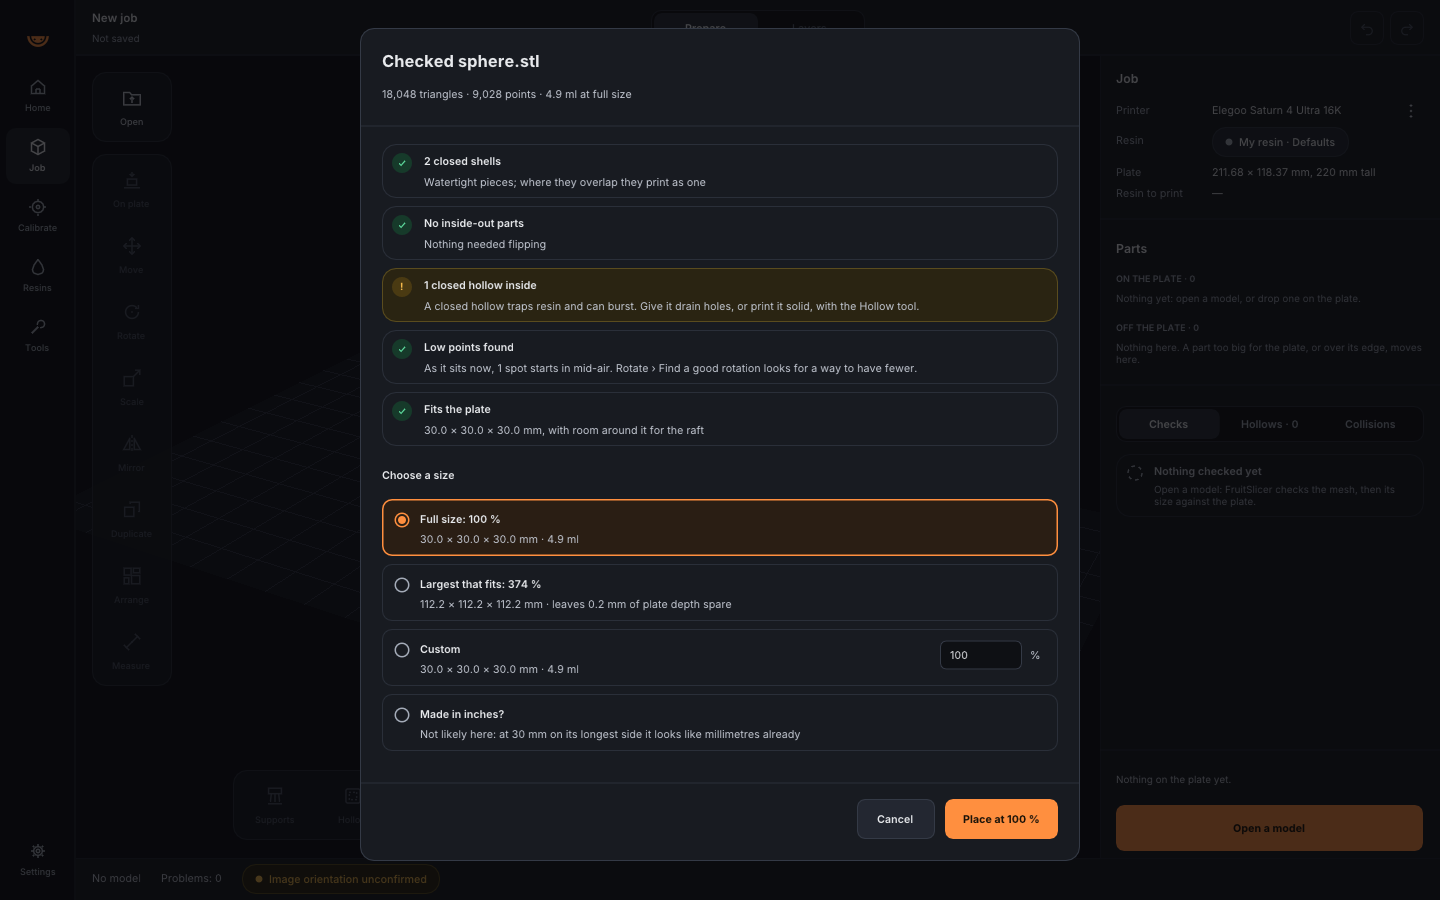 New job
Not saved
Prepare
Layers
Home
Job
Calibrate
Resins
Tools
Settings
Open
On plate
Move
Rotate
Scale
Mirror
Duplicate
Arrange
Measure
Supports
Checked sphere.stl
18,048 triangles · 9,028 points · 4.9 ml at full size
2 closed shells
Watertight pieces; where they overlap they print as one
No inside-out parts
Nothing needed flipping
!
1 closed hollow inside
A closed hollow traps resin and can burst. Give it drain holes, or print it solid, with the Hollow tool.
Low points found
As it sits now, 1 spot starts in mid-air. Rotate › Find a good rotation looks for a way to have fewer.
Fits the plate
30.0 × 30.0 × 30.0 mm, with room around it for the raft
Choose a size
Full size: 100 %
30.0 × 30.0 × 30.0 mm · 4.9 ml
Largest that fits: 374 %
112.2 × 112.2 × 112.2 mm · leaves 0.2 mm of plate depth spare
Custom
30.0 × 30.0 × 30.0 mm · 4.9 ml
100 %
Made in inches?
Not likely here: at 30 mm on its longest side it looks like millimetres already
Cancel
Place at 100 %
Job
Printer Elegoo Saturn 4 Ultra 16K
Resin My resin · Defaults
Plate 211.68 × 118.37 mm, 220 mm tall
Resin to print —
Parts
ON THE PLATE · 0
Nothing yet: open a model, or drop one on the plate.
OFF THE PLATE · 0
Nothing here. A part too big for the plate, or over its edge, moves
here.
Checks Hollows · 0 Collisions
Nothing checked yet
Open a model: FruitSlicer checks the mesh, then its
size against the plate.
Nothing on the plate yet.
Open a model
No model Problems: 0 Image orientation unconfirmed